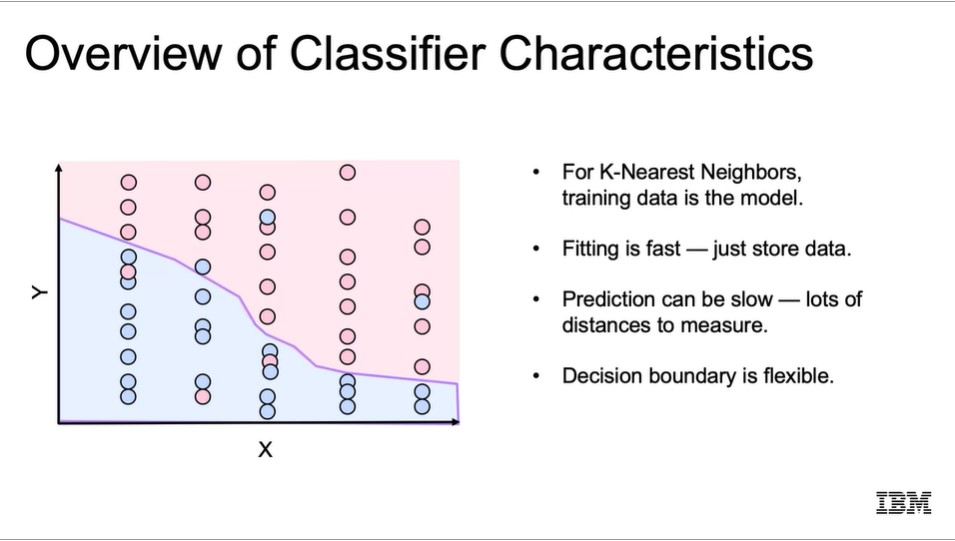 Overview of Classifier Characteristics
Y
X
• For K-Nearest Neighbors,
training data is the model.
• Fitting is fast — just store data.
• Prediction can be slow — lots of
distances to measure.
• Decision boundary is flexible.
IBM